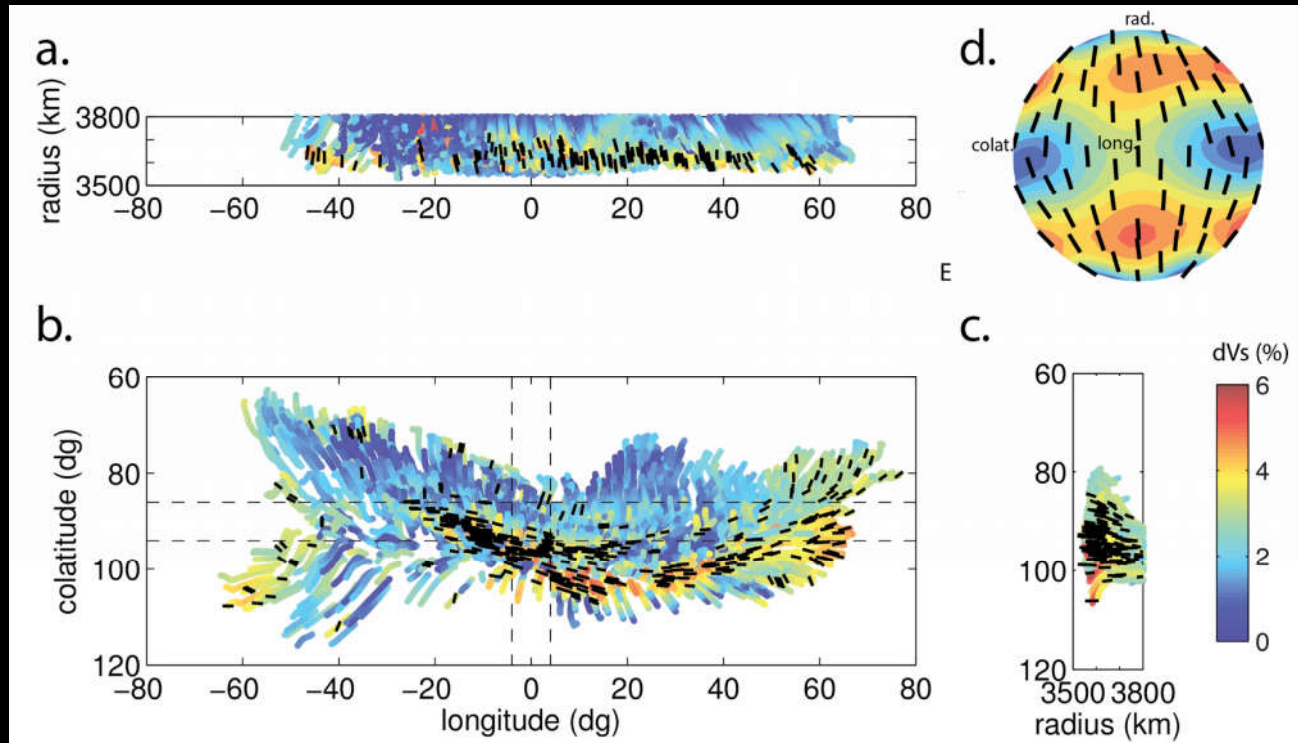 a.
radius (km)
3800
3500
−80 −60 −40 −20 0 20 40 60 80
d.
rad.
colat.
long.
E
b.
colatitude (dg)
60
80
100
120
−80 −60 −40 −20 0 20 40 60 80
longitude (dg)
c.
60
80
100
120
3500 3800
radius (km)
dVs (%)
6
4
2
0